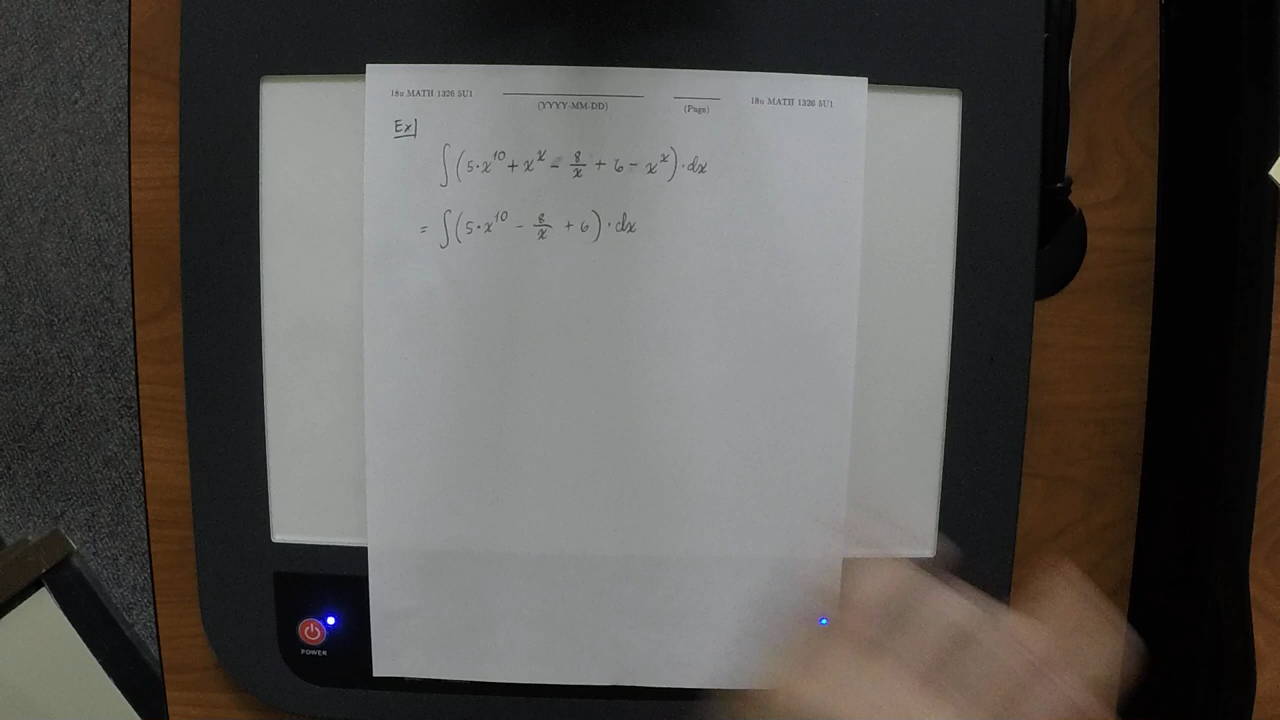 18u MATH 1326 5U1 (YYYY-MM-DD) (Page) 18u MATH 1326 5U1
Ex]
∫(5·x^10 + x^x - 8/x + 6 - x^x)·dx
= ∫(5·x^10 - 8/x + 6)·dx
POWER